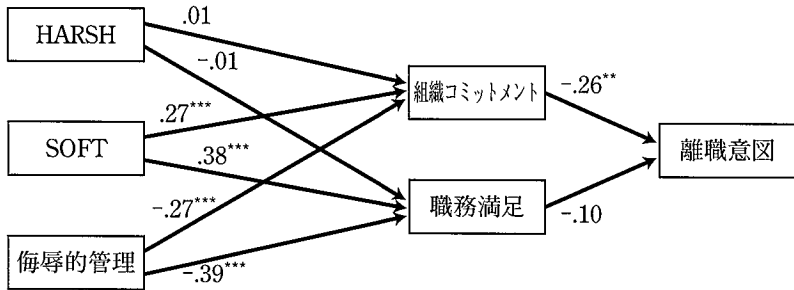 HARSH
.01
-.01
組織コミットメント
-.26**
.27***
SOFT
.38***
離職意図
-.27***
職務満足
-.10
侮辱的管理
-.39***